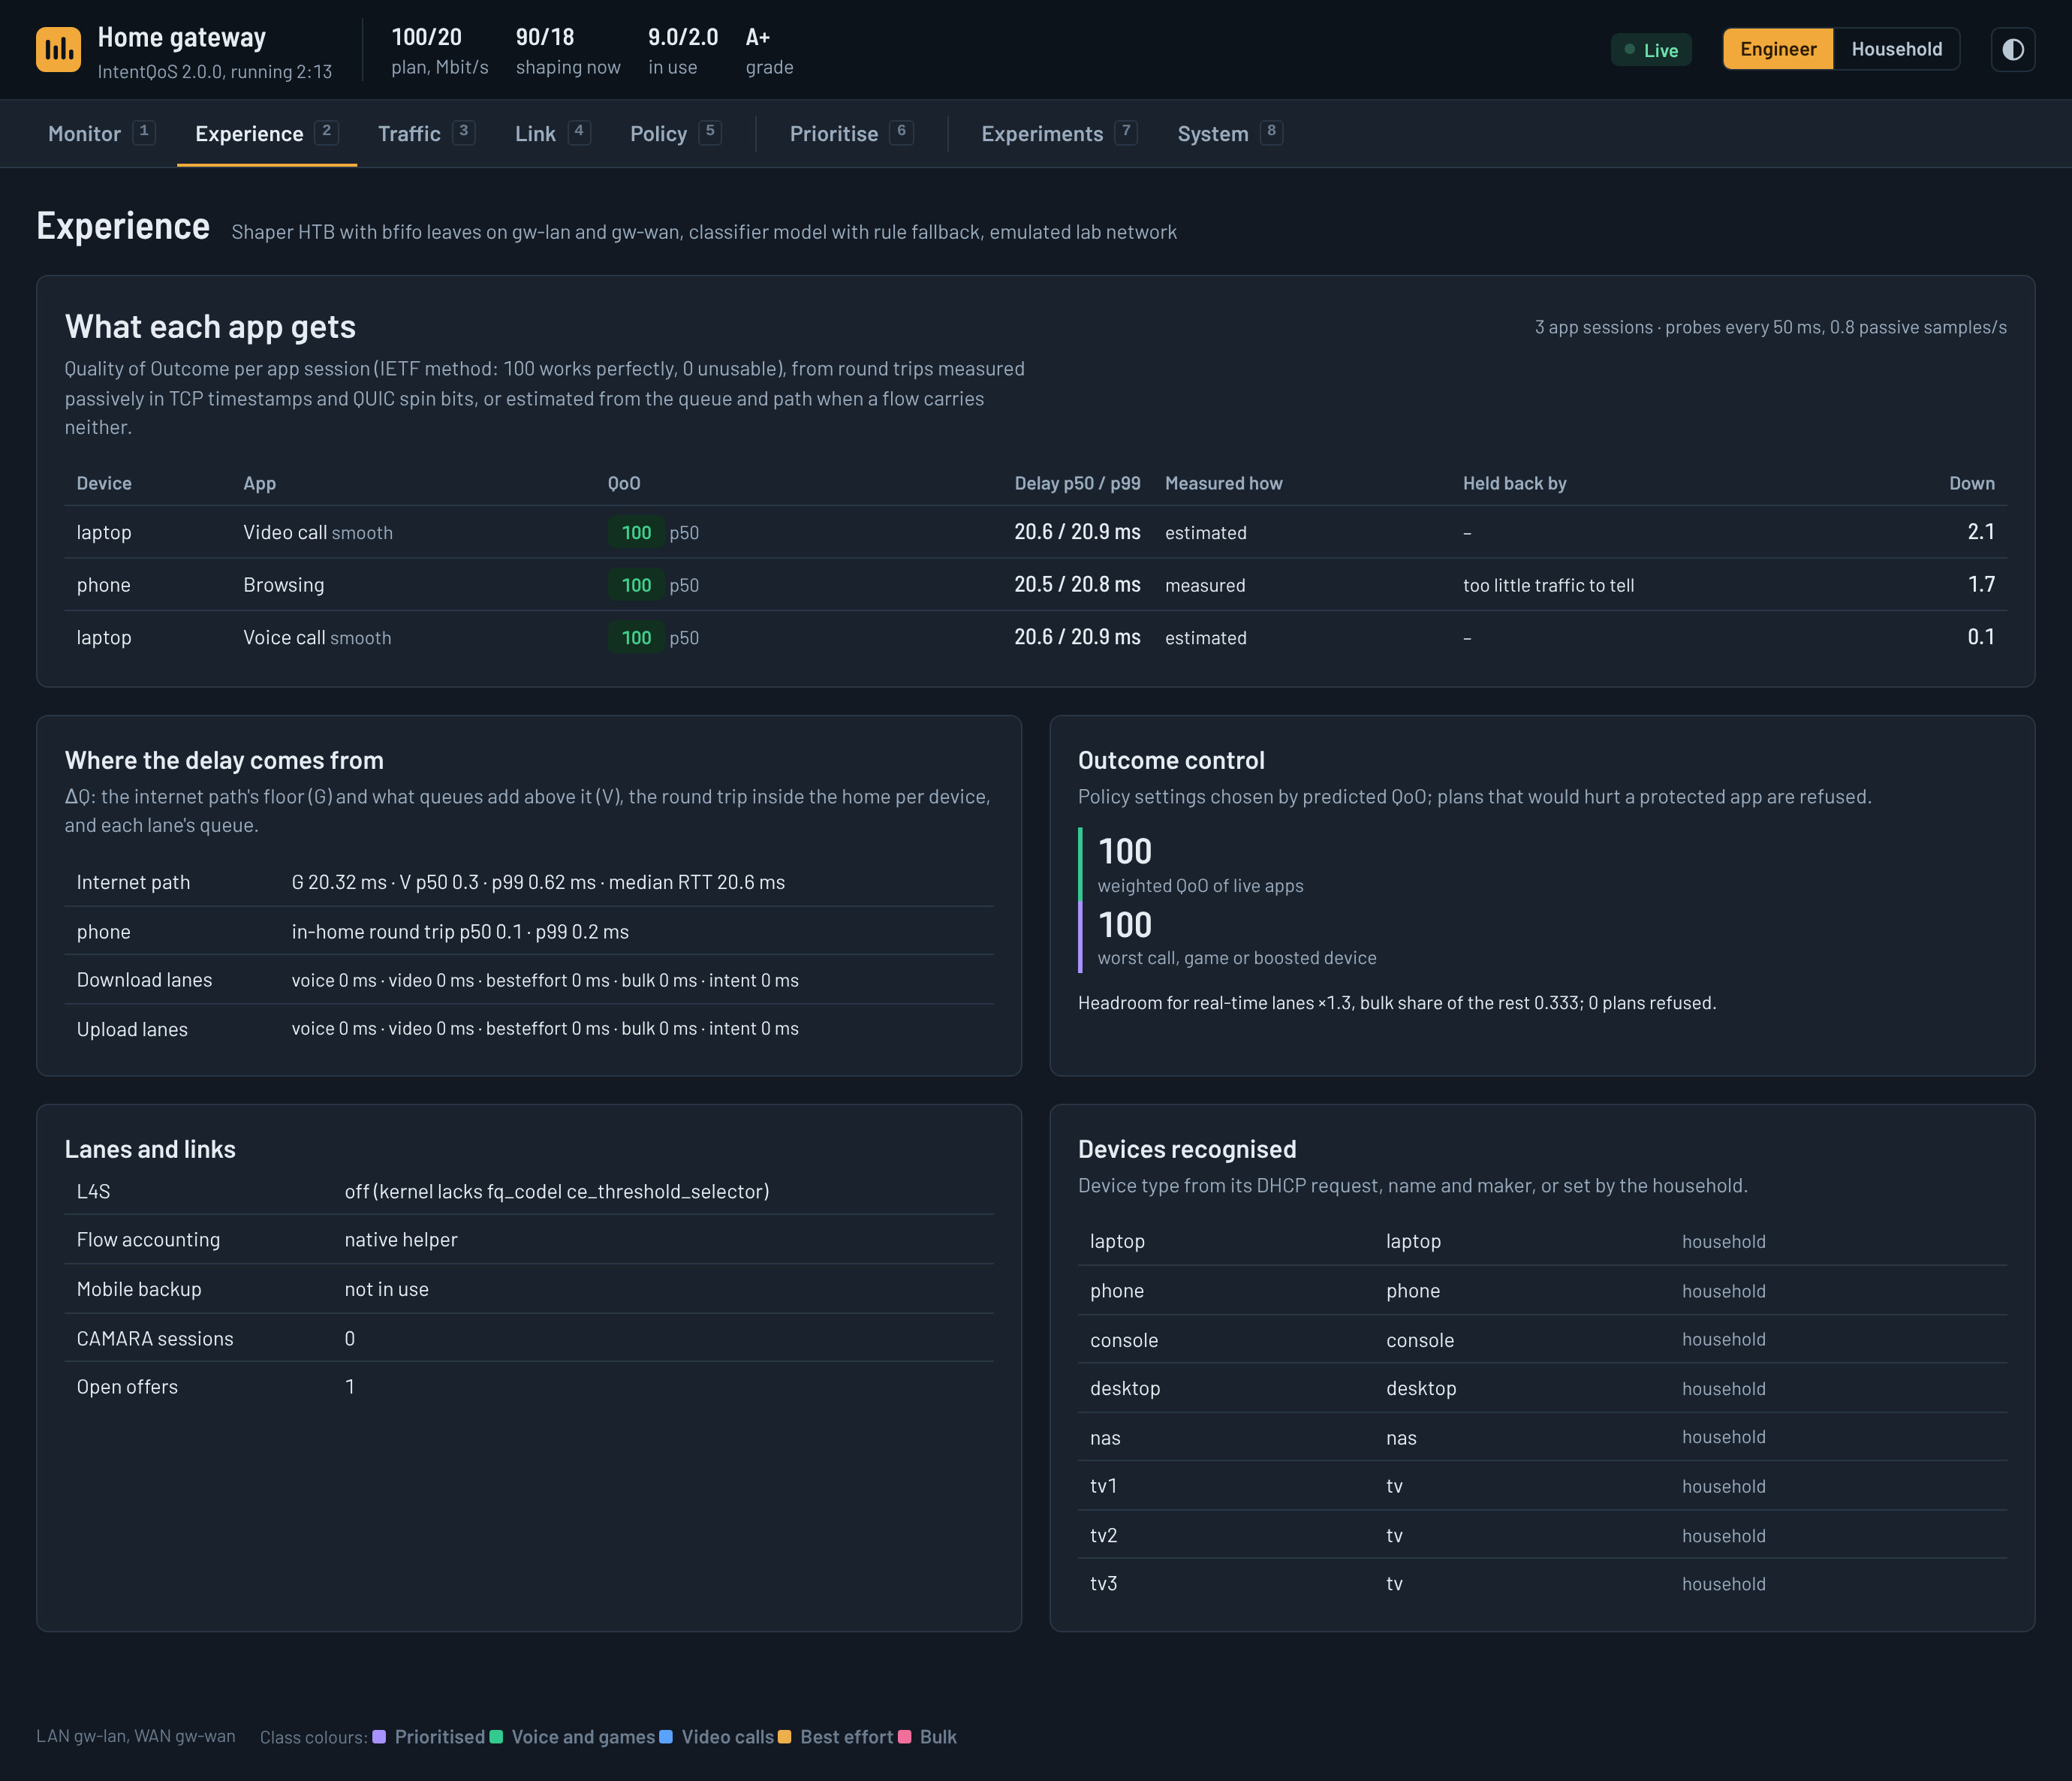 Home gateway
IntentQoS 2.0.0, running 2:13
100/20
plan, Mbit/s
90/18
shaping now
9.0/2.0
in use
A+
grade
Live
Engineer
Household
Monitor 1
Experience 2
Traffic 3
Link 4
Policy 5
Prioritise 6
Experiments 7
System 8
Experience Shaper HTB with bfifo leaves on gw-lan and gw-wan, classifier model with rule fallback, emulated lab network
What each app gets
3 app sessions · probes every 50 ms, 0.8 passive samples/s
Quality of Outcome per app session (IETF method: 100 works perfectly, 0 unusable), from round trips measured
passively in TCP timestamps and QUIC spin bits, or estimated from the queue and path when a flow carries
neither.
Device App QoO Delay p50 / p99 Measured how Held back by Down
laptop Video call smooth 100 p50 20.6 / 20.9 ms estimated – 2.1
phone Browsing 100 p50 20.5 / 20.8 ms measured too little traffic to tell 1.7
laptop Voice call smooth 100 p50 20.6 / 20.9 ms estimated – 0.1
Where the delay comes from
ΔQ: the internet path's floor (G) and what queues add above it (V), the round trip inside the home per device,
and each lane's queue.
Internet path G 20.32 ms · V p50 0.3 · p99 0.62 ms · median RTT 20.6 ms
phone in-home round trip p50 0.1 · p99 0.2 ms
Download lanes voice 0 ms · video 0 ms · besteffort 0 ms · bulk 0 ms · intent 0 ms
Upload lanes voice 0 ms · video 0 ms · besteffort 0 ms · bulk 0 ms · intent 0 ms
Outcome control
Policy settings chosen by predicted QoO; plans that would hurt a protected app are refused.
100
weighted QoO of live apps
100
worst call, game or boosted device
Headroom for real-time lanes ×1.3, bulk share of the rest 0.333; 0 plans refused.
Lanes and links
L4S off (kernel lacks fq_codel ce_threshold_selector)
Flow accounting native helper
Mobile backup not in use
CAMARA sessions 0
Open offers 1
Devices recognised
Device type from its DHCP request, name and maker, or set by the household.
laptop laptop household
phone phone household
console console household
desktop desktop household
nas nas household
tv1 tv household
tv2 tv household
tv3 tv household
LAN gw-lan, WAN gw-wan Class colours: Prioritised Voice and games Video calls Best effort Bulk